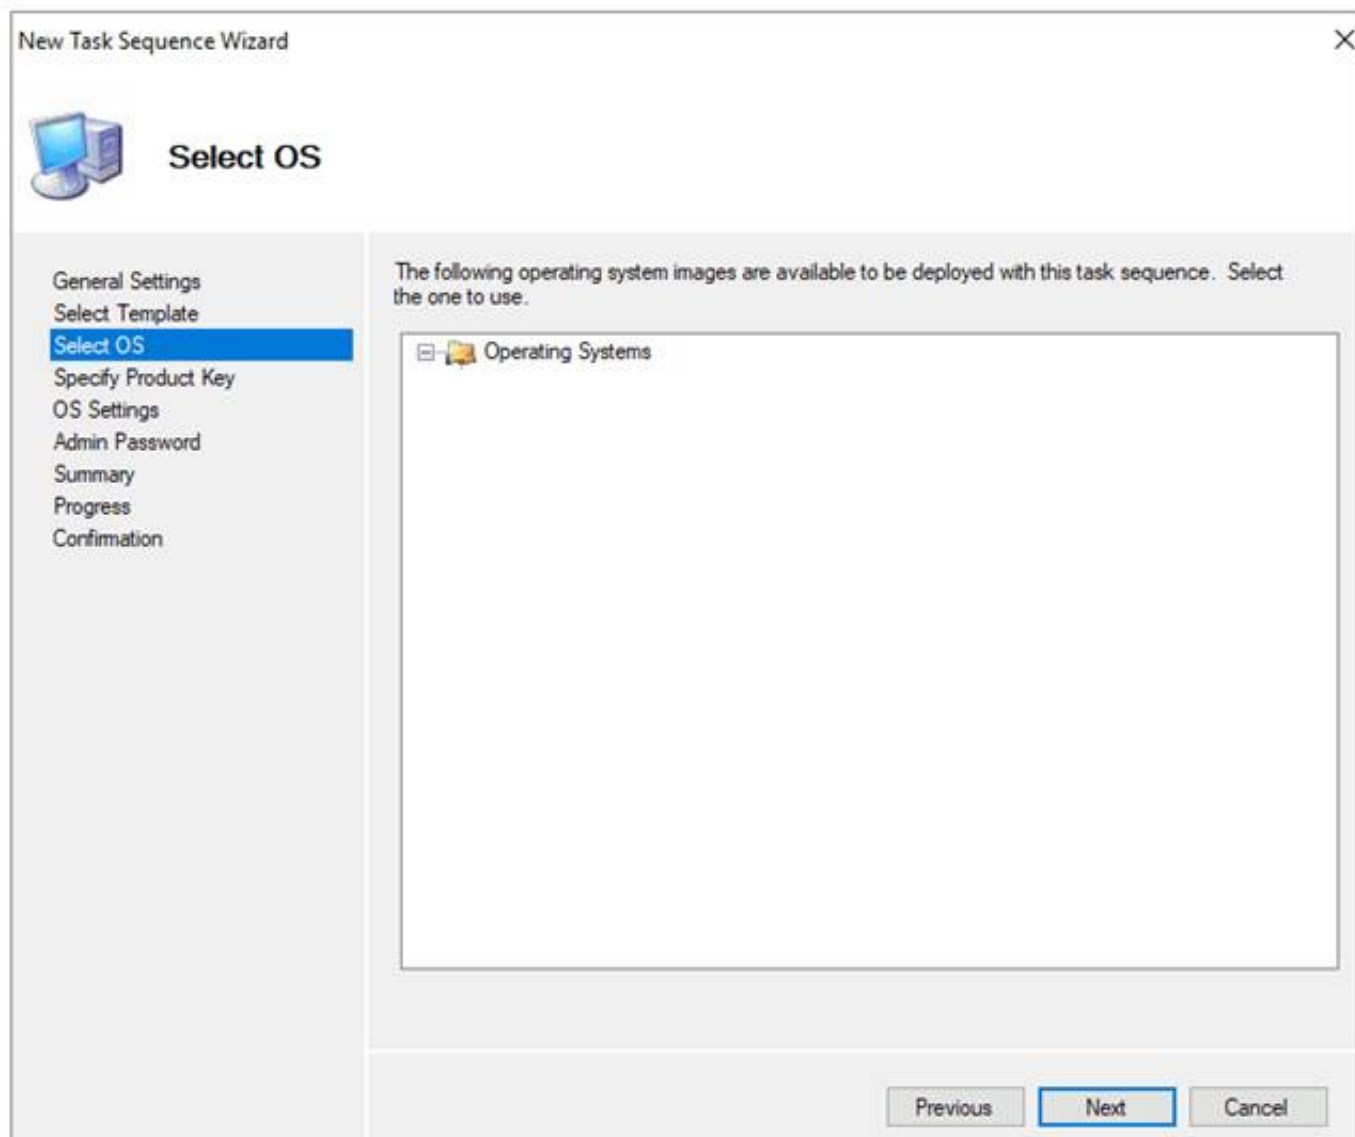 New Task Sequence Wizard
Select OS
General Settings
Select Template
Select OS
Specify Product Key
OS Settings
Admin Password
Summary
Progress
Confirmation
The following operating system images are available to be deployed with this task sequence. Select
the one to use.
Operating Systems
Previous
Next
Cancel